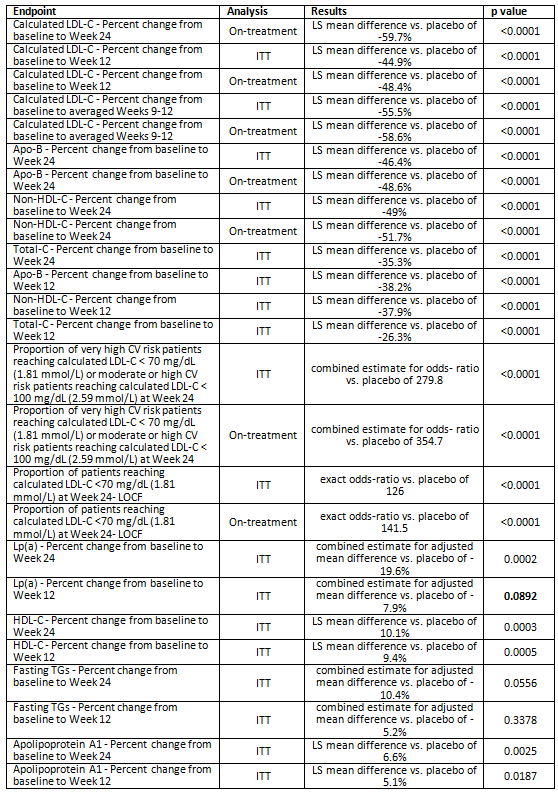 Endpoint Analysis Results p value
Calculated LDL-C - Percent change from
baseline to Week 24
On-treatment
LS mean difference vs. placebo of
-59.7%
<0.0001
Calculated LDL-C - Percent change from
baseline to Week 12
ITT
LS mean difference vs. placebo of
-44.9%
<0.0001
Calculated LDL-C - Percent change from
baseline to Week 12
On-treatment
LS mean difference vs. placebo of
-48.4%
<0.0001
Calculated LDL-C - Percent change from
baseline to averaged Weeks 9-12
ITT
LS mean difference vs. placebo of
-55.5%
<0.0001
Calculated LDL-C - Percent change from
baseline to averaged Weeks 9-12
On-treatment
LS mean difference vs. placebo of
-58.6%
<0.0001
Apo-B - Percent change from baseline to
Week 24
ITT
LS mean difference vs. placebo of
-46.4%
<0.0001
Apo-B - Percent change from baseline to
Week 24
On-treatment
LS mean difference vs. placebo of
-48.6%
<0.0001
Non-HDL-C - Percent change from
baseline to Week 24
ITT
LS mean difference vs. placebo of
-49%
<0.0001
Non-HDL-C - Percent change from
baseline to Week 24
On-treatment
LS mean difference vs. placebo of
-51.7%
<0.0001
Total-C - Percent change from baseline to
Week 24
ITT
LS mean difference vs. placebo of
-35.3%
<0.0001
Apo-B - Percent change from baseline to
Week 12
ITT
LS mean difference vs. placebo of
-38.2%
<0.0001
Non-HDL-C - Percent change from
baseline to Week 12
ITT
LS mean difference vs. placebo of
-37.9%
<0.0001
Total-C - Percent change from baseline to
Week 12
ITT
LS mean difference vs. placebo of
-26.3%
<0.0001
Proportion of very high CV risk patients
reaching calculated LDL-C < 70 mg/dL
(1.81 mmol/L) or moderate or high CV
risk patients reaching calculated LDL-C <
100 mg/dL (2.59 mmol/L) at Week 24
ITT
combined estimate for odds- ratio
vs. placebo of 279.8
<0.0001
Proportion of very high CV risk patients
reaching calculated LDL-C < 70 mg/dL
(1.81 mmol/L) or moderate or high CV
risk patients reaching calculated LDL-C <
100 mg/dL (2.59 mmol/L) at Week 24
On-treatment
combined estimate for odds- ratio
vs. placebo of 354.7
<0.0001
Proportion of patients reaching
calculated LDL-C <70 mg/dL (1.81
mmol/L) at Week 24- LOCF
ITT
exact odds-ratio vs. placebo of
126
<0.0001
Proportion of patients reaching
calculated LDL-C <70 mg/dL (1.81
mmol/L) at Week 24- LOCF
On-treatment
exact odds-ratio vs. placebo of
141.5
<0.0001
Lp(a) - Percent change from baseline to
Week 24
ITT
combined estimate for adjusted
mean difference vs. placebo of -
19.6%
0.0002
Lp(a) - Percent change from baseline to
Week 12
ITT
combined estimate for adjusted
mean difference vs. placebo of -
7.9%
0.0892
HDL-C - Percent change from baseline to
Week 24
ITT
LS mean difference vs. placebo of
10.1%
0.0003
HDL-C - Percent change from baseline to
Week 12
ITT
LS mean difference vs. placebo of
9.4%
0.0005
Fasting TGs - Percent change from
baseline to Week 24
ITT
combined estimate for adjusted
mean difference vs. placebo of -
10.4%
0.0556
Fasting TGs - Percent change from
baseline to Week 12
ITT
combined estimate for adjusted
mean difference vs. placebo of -
5.2%
0.3378
Apolipoprotein A1 - Percent change from
baseline to Week 24
ITT
LS mean difference vs. placebo of
6.6%
0.0025
Apolipoprotein A1 - Percent change from
baseline to Week 12
ITT
LS mean difference vs. placebo of
5.1%
0.0187